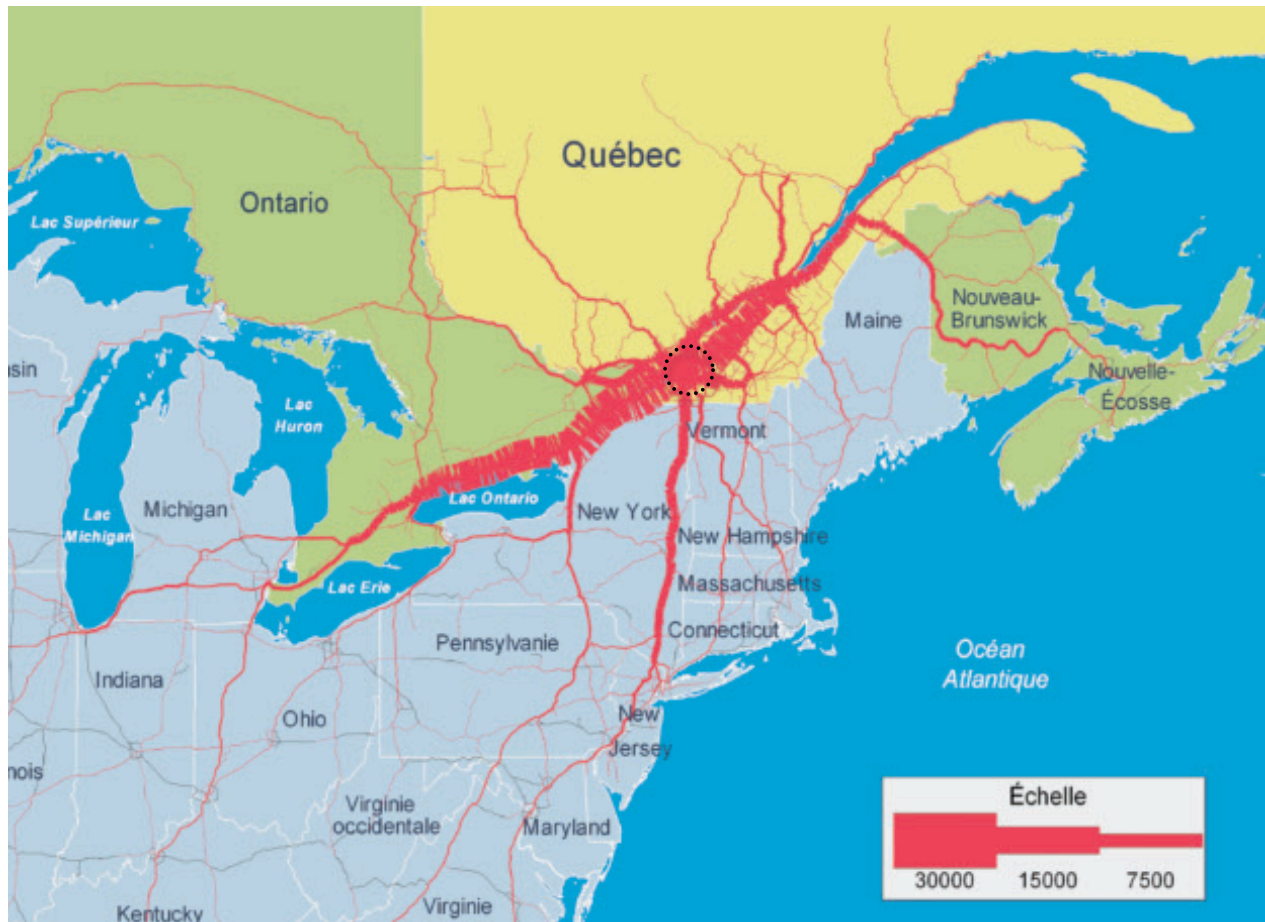 Québec
Ontario
Lac Supérieur
Nouveau-
Brunswick
Maine
sin
Nouvelle-
Écosse
Lac
Huron
Vermont
Lac Ontario
Michigan
New York
Lac
Michigan
New Hampshire
Massachusetts
Lac Erie
Connecticut
Pennsylvanie
Océan
Atlantique
Indiana
Ohio
New
Jersey
nois
Échelle
Virginie
occidentale
Maryland
30000 15000 7500
Kentucky
Virginie